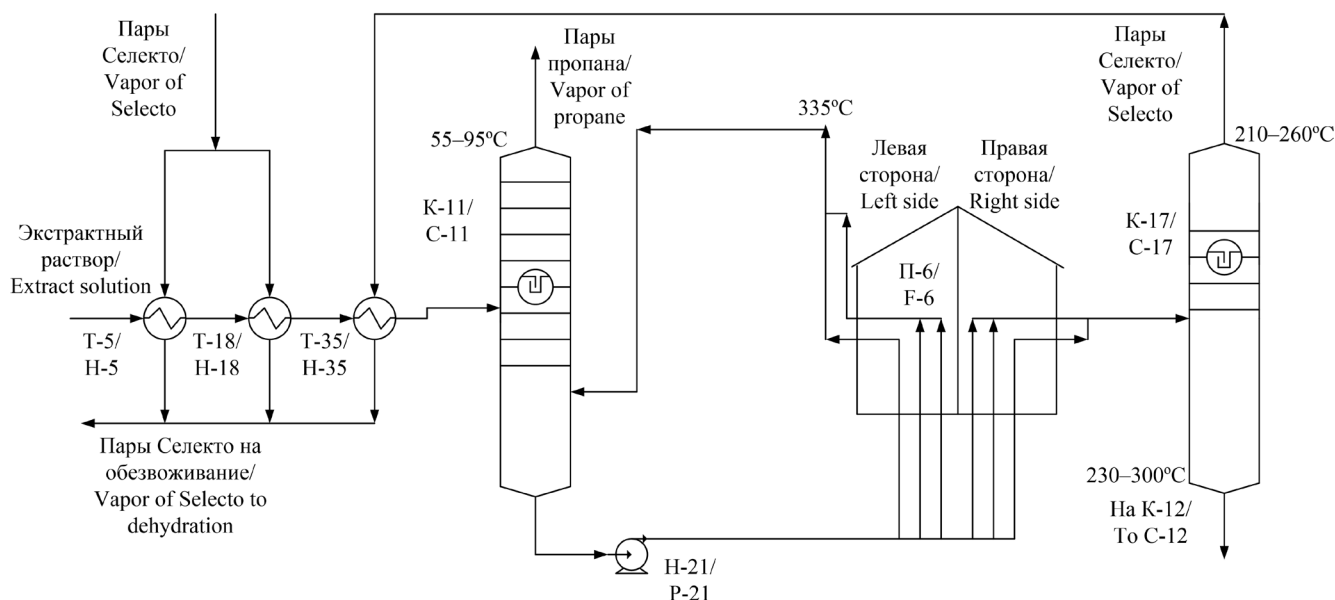 Пары
Селекто/
Vapor of
Selecto
Экстрактный
раствор/
Extract solution
Т-5/
H-5
Т-18/
H-18
Т-35/
H-35
Пары Селекто на
обезвоживание/
Vapor of Selecto to
dehydration
Пары
пропана/
Vapor of
propane
55–95ºC
К-11/
C-11
Н-21/
P-21
335ºC
Левая
сторона/
Left side
Правая
сторона/
Right side
П-6/
F-6
Пары
Селекто/
Vapor of
Selecto
210–260ºC
К-17/
C-17
230–300ºC
На К-12/
To C-12